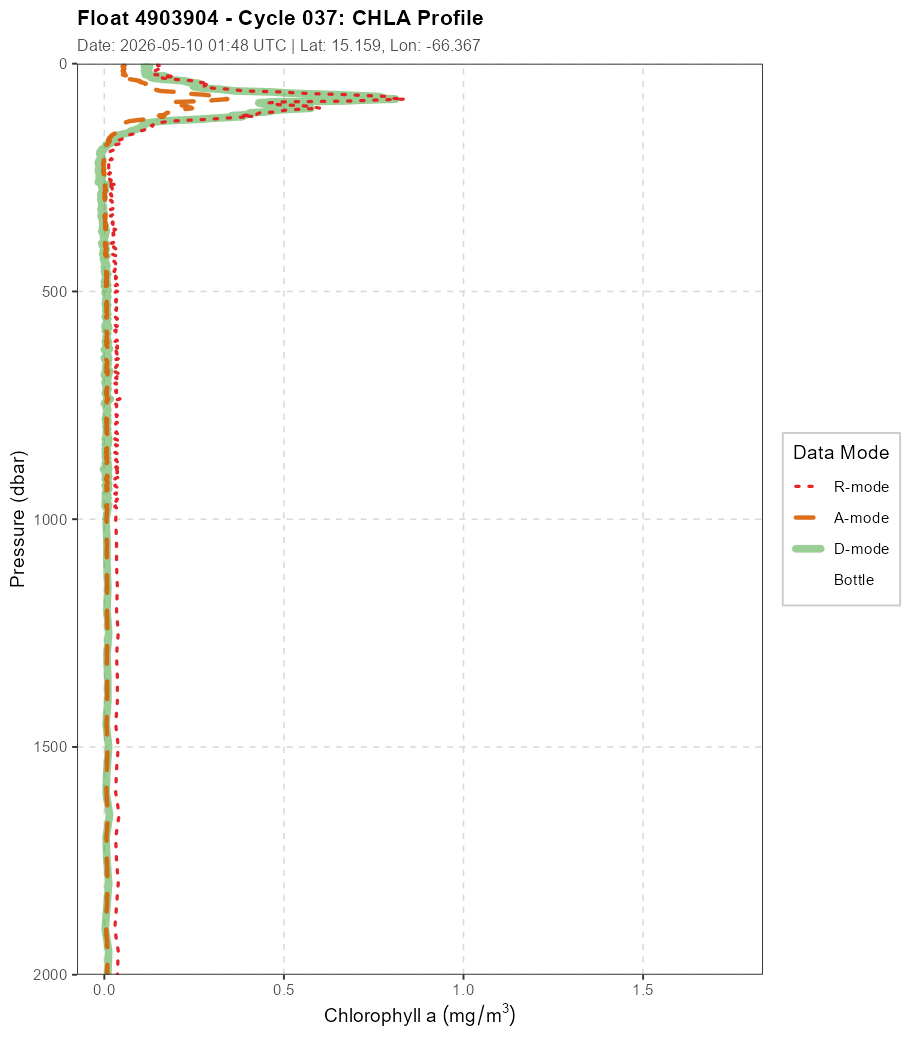 Float 4903904 - Cycle 037: CHLA Profile
Date: 2026-05-10 01:48 UTC | Lat: 15.159, Lon: -66.367
0
500
1000
1500
2000
Pressure (dbar)
0.0 0.5 1.0 1.5
Chlorophyll a (mg/m³)
Data Mode
R-mode
A-mode
D-mode
Bottle